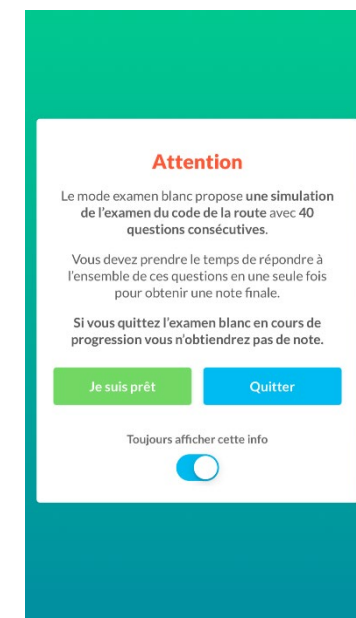 Attention
Le mode examen blanc propose une simulation
de l'examen du code de la route avec 40
questions consécutives.
Vous devez prendre le temps de répondre à
l'ensemble de ces questions en une seule fois
pour obtenir une note finale.
Si vous quittez l'examen blanc en cours de
progression vous n'obtiendrez pas de note.
Je suis prêt
Quitter
Toujours afficher cette info